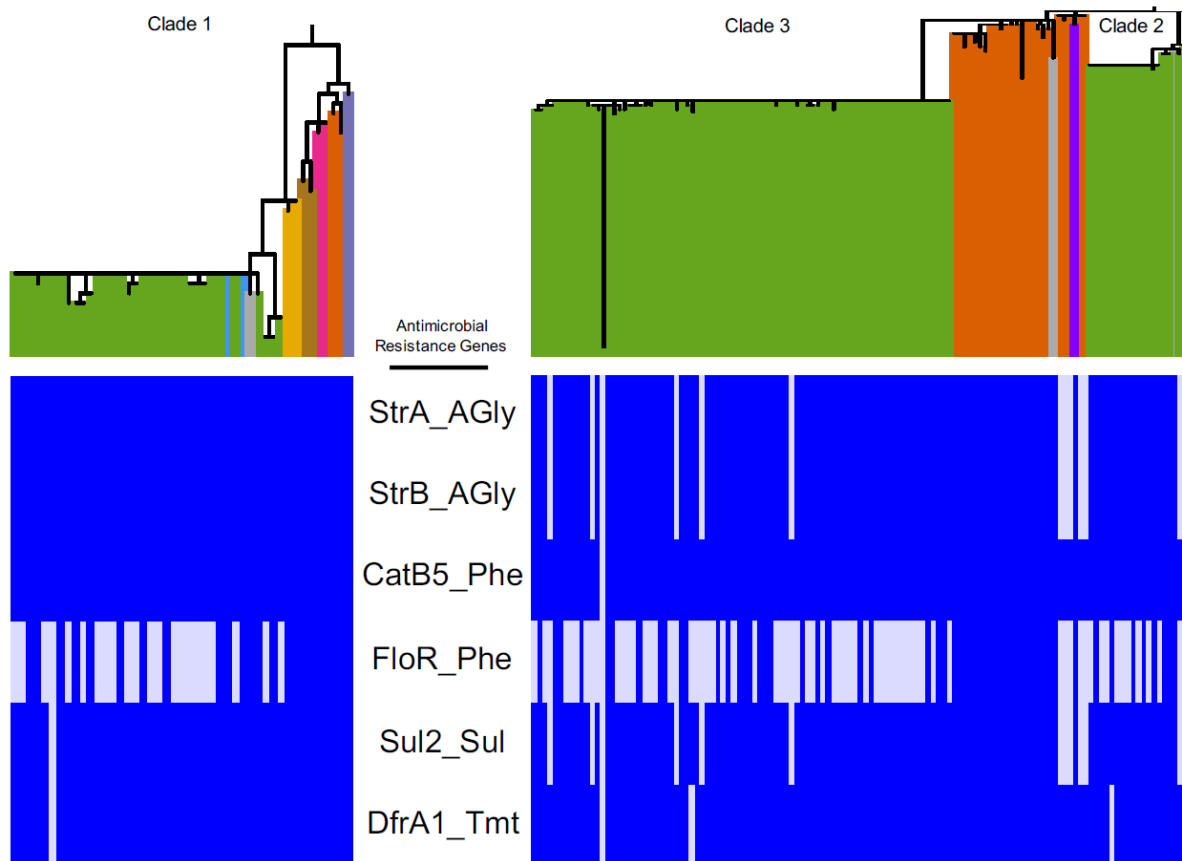 Clade 1
Clade 3
Clade 2
Antimicrobial
Resistance Genes
StrA_AGly
StrB_AGly
CatB5_Phe
FloR_Phe
Sul2_Sul
DfrA1_Tmt